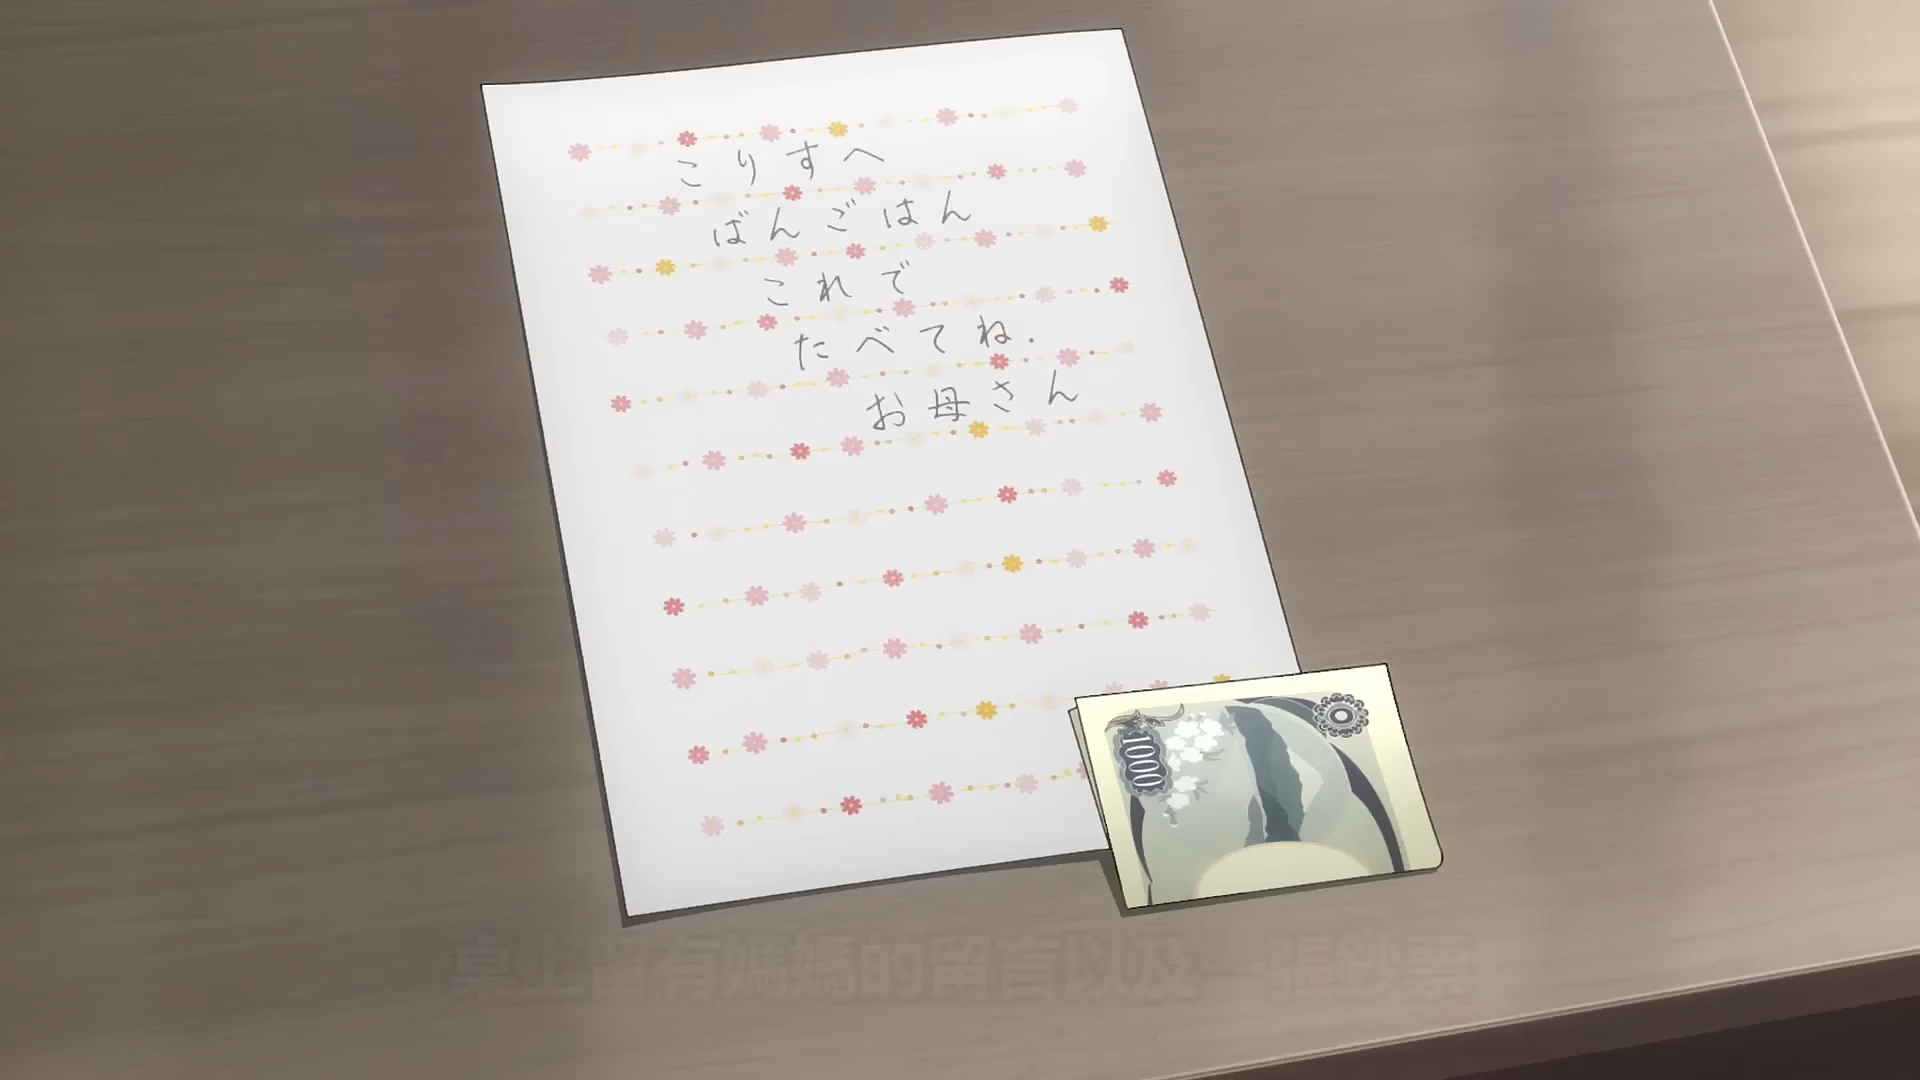 こりすへ
ばんごはん
これで
たべてね.
お母さん
1000
桌上留有媽媽的留言以及一張鈔票